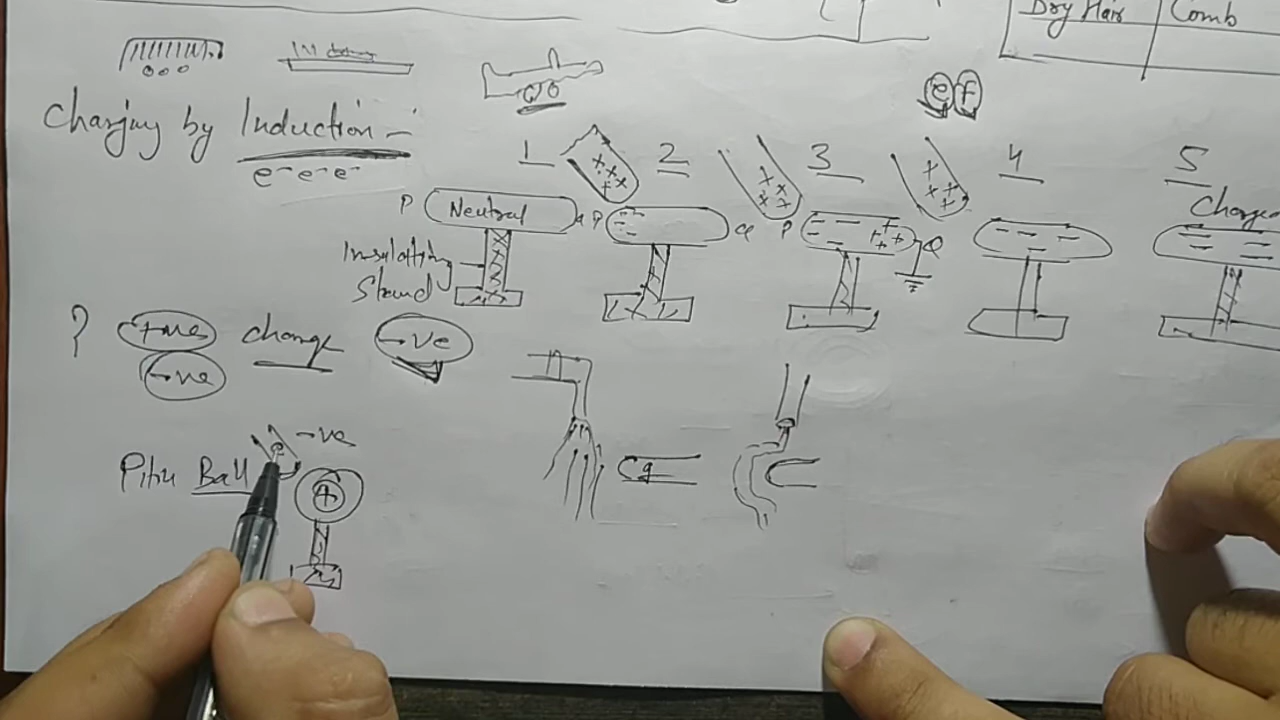 Dry Hair Comb
e f
Charging by Induction -
e- e- e-
1 2 3 4 5
Charged
P Neutral Q P Q P Q
Insulating
Stand
? +ve charge -ve
-ve
-ve
Pith Ball
+
Cg